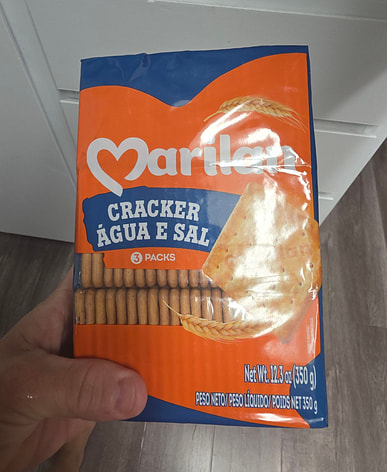 Marilan
CRACKER
ÁGUA E SAL
3 PACKS
Net Wt. 12.3 oz (350 g)
PESO NETO/ PESO LÍQUIDO/ POIDS NET 350 g